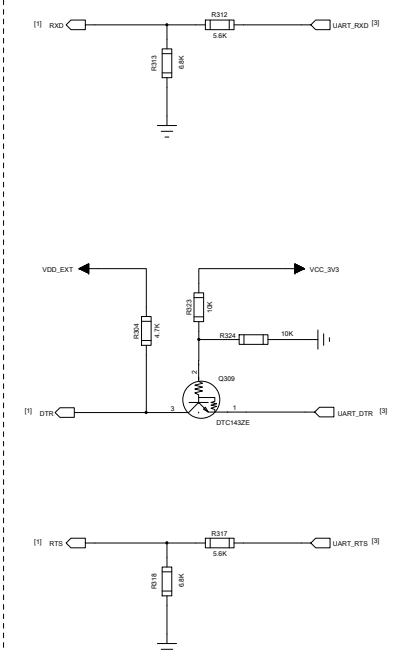 R312
[1] RXD UART_RXD [3]
5.6K
R313 6.8K
VDD_EXT VCC_3V3
R323 10K
R304 4.7K
R324 10K
2
Q309
[1] DTR 3 1 UART_DTR [3]
DTC143ZE
R317
[1] RTS UART_RTS [3]
5.6K
R318 6.8K